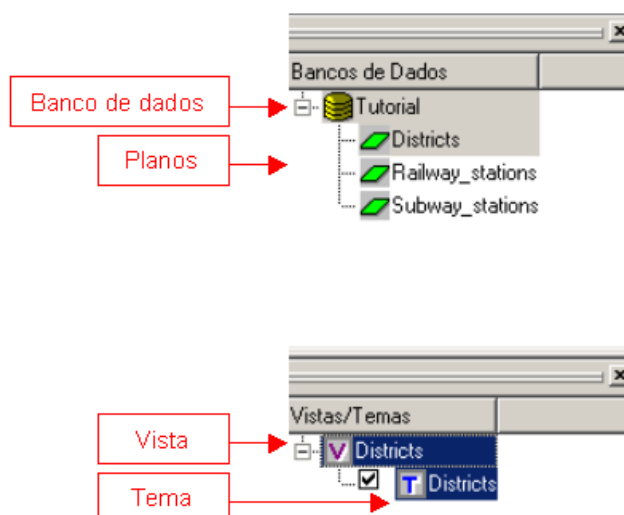 Bancos de Dados
Banco de dados
Tutorial
Districts
Planos
Railway_stations
Subway_stations
Vistas/Temas
Vista
V Districts
T Districts
Tema